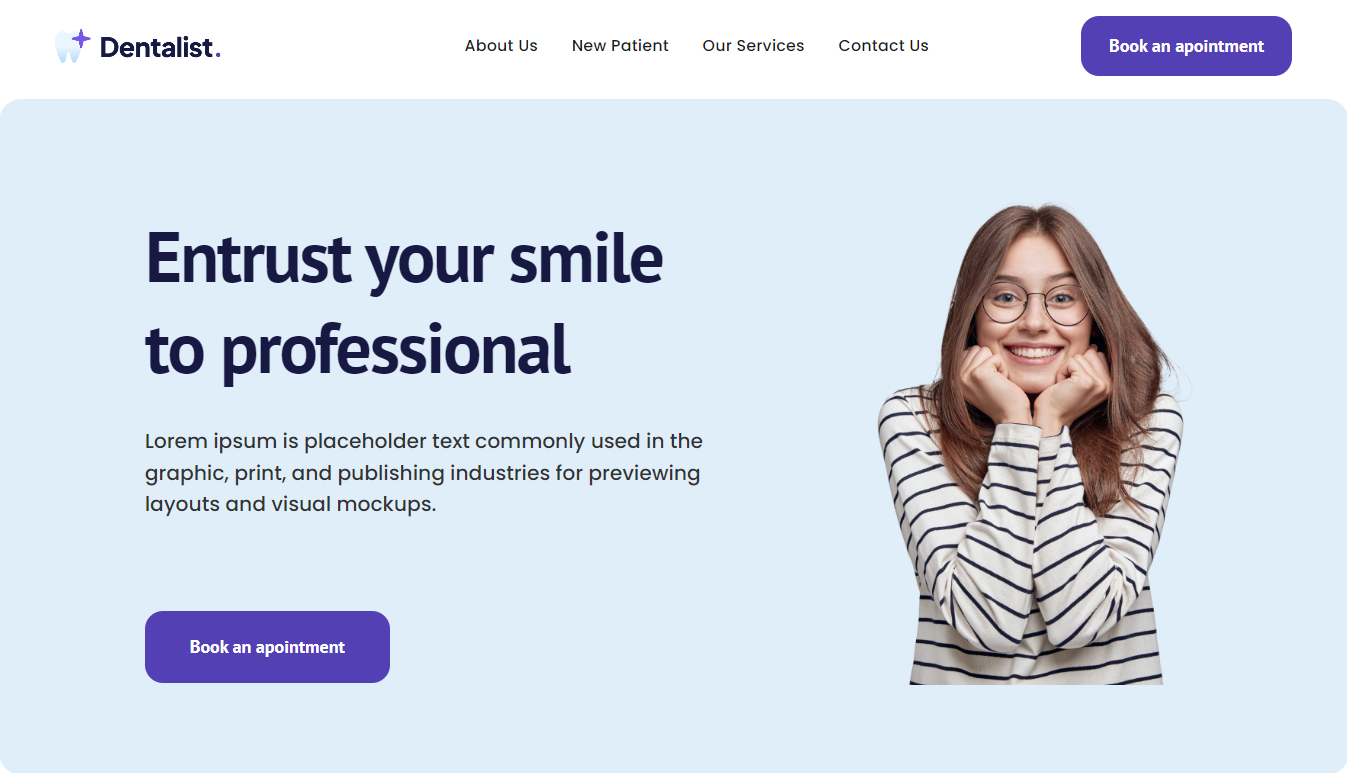 Dentalist.
About Us
New Patient
Our Services
Contact Us
Book an apointment
Entrust your smile
to professional
Lorem ipsum is placeholder text commonly used in the
graphic, print, and publishing industries for previewing
layouts and visual mockups.
Book an apointment